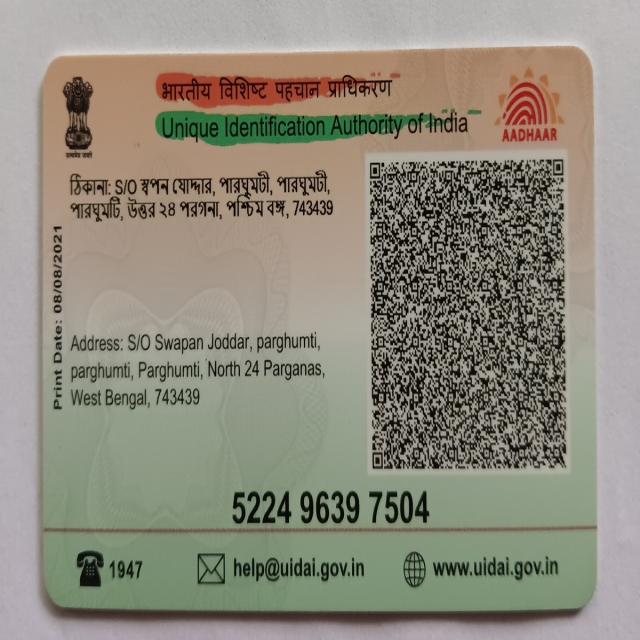 भारतीय विशिष्ट पहचान प्राधिकरण
Unique Identification Authority of India
सत्यमेव जयते
AADHAAR
ঠিকানা: S/O স্বপন যোদ্দার, পারঘুমটী, পারঘুমটী,
পারঘুমটি, উত্তর ২৪ পরগনা, পশ্চিম বঙ্গ, 743439
Print Date: 08/08/2021
Address: S/O Swapan Joddar, parghumti,
parghumti, Parghumti, North 24 Parganas,
West Bengal, 743439
5224 9639 7504
1947
help@uidai.gov.in
www.uidai.gov.in